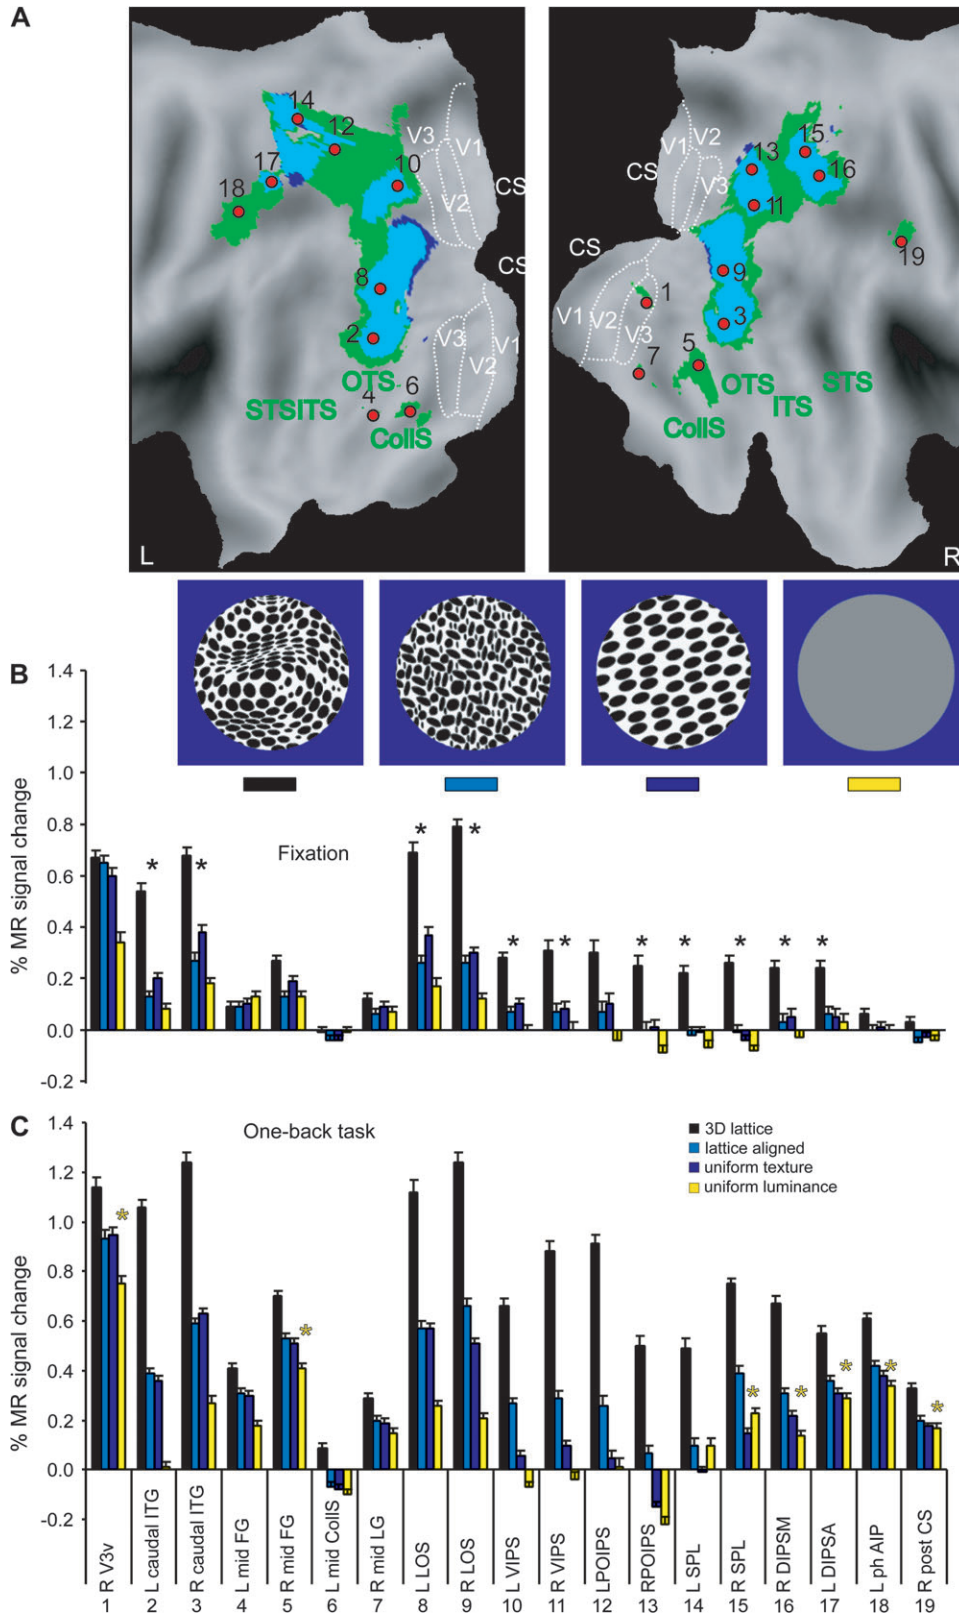 A
14
12
17
18
10
8
2
4
6
V3
V1
V2
CS
CS
V3
V1
V2
OTS
STSITS
CollS
L
15
13
16
11
19
9
1
3
5
7
V2
V1
V3
CS
CS
V1
V2
V3
OTS
STS
ITS
CollS
R
B
% MR signal change
1.4
1.2
1.0
0.8
0.6
0.4
0.2
0.0
-0.2
Fixation
* * * * * * * * * * *
C
% MR signal change
1.4
1.2
1.0
0.8
0.6
0.4
0.2
0.0
-0.2
One-back task
3D lattice
lattice aligned
uniform texture
uniform luminance
* * * * * * *
R V3v
L caudal ITG
R caudal ITG
L mid FG
R mid FG
L mid CollS
R mid LG
L LOS
R LOS
L VIPS
R VIPS
LPOIPS
RPOIPS
L SPL
R SPL
R DIPSM
L DIPSA
L ph AIP
R post CS
1 2 3 4 5 6 7 8 9 10 11 12 13 14 15 16 17 18 19